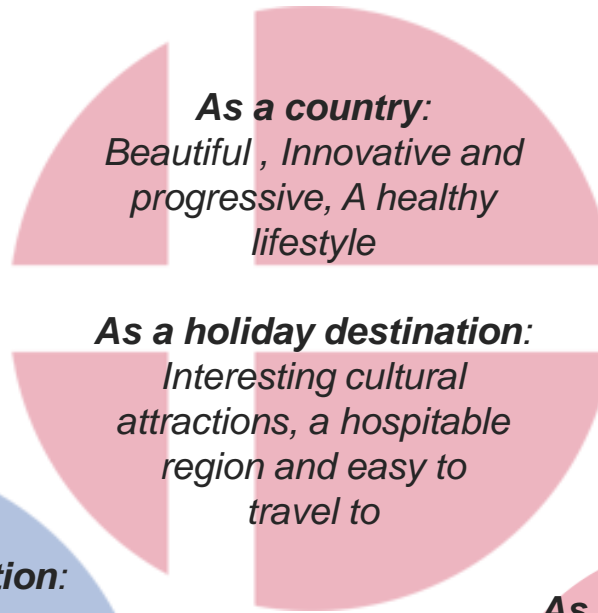 As a country:
Beautiful , Innovative and
progressive, A healthy
lifestyle
As a holiday destination:
Interesting cultural
attractions, a hospitable
region and easy to
travel to
tion:
As